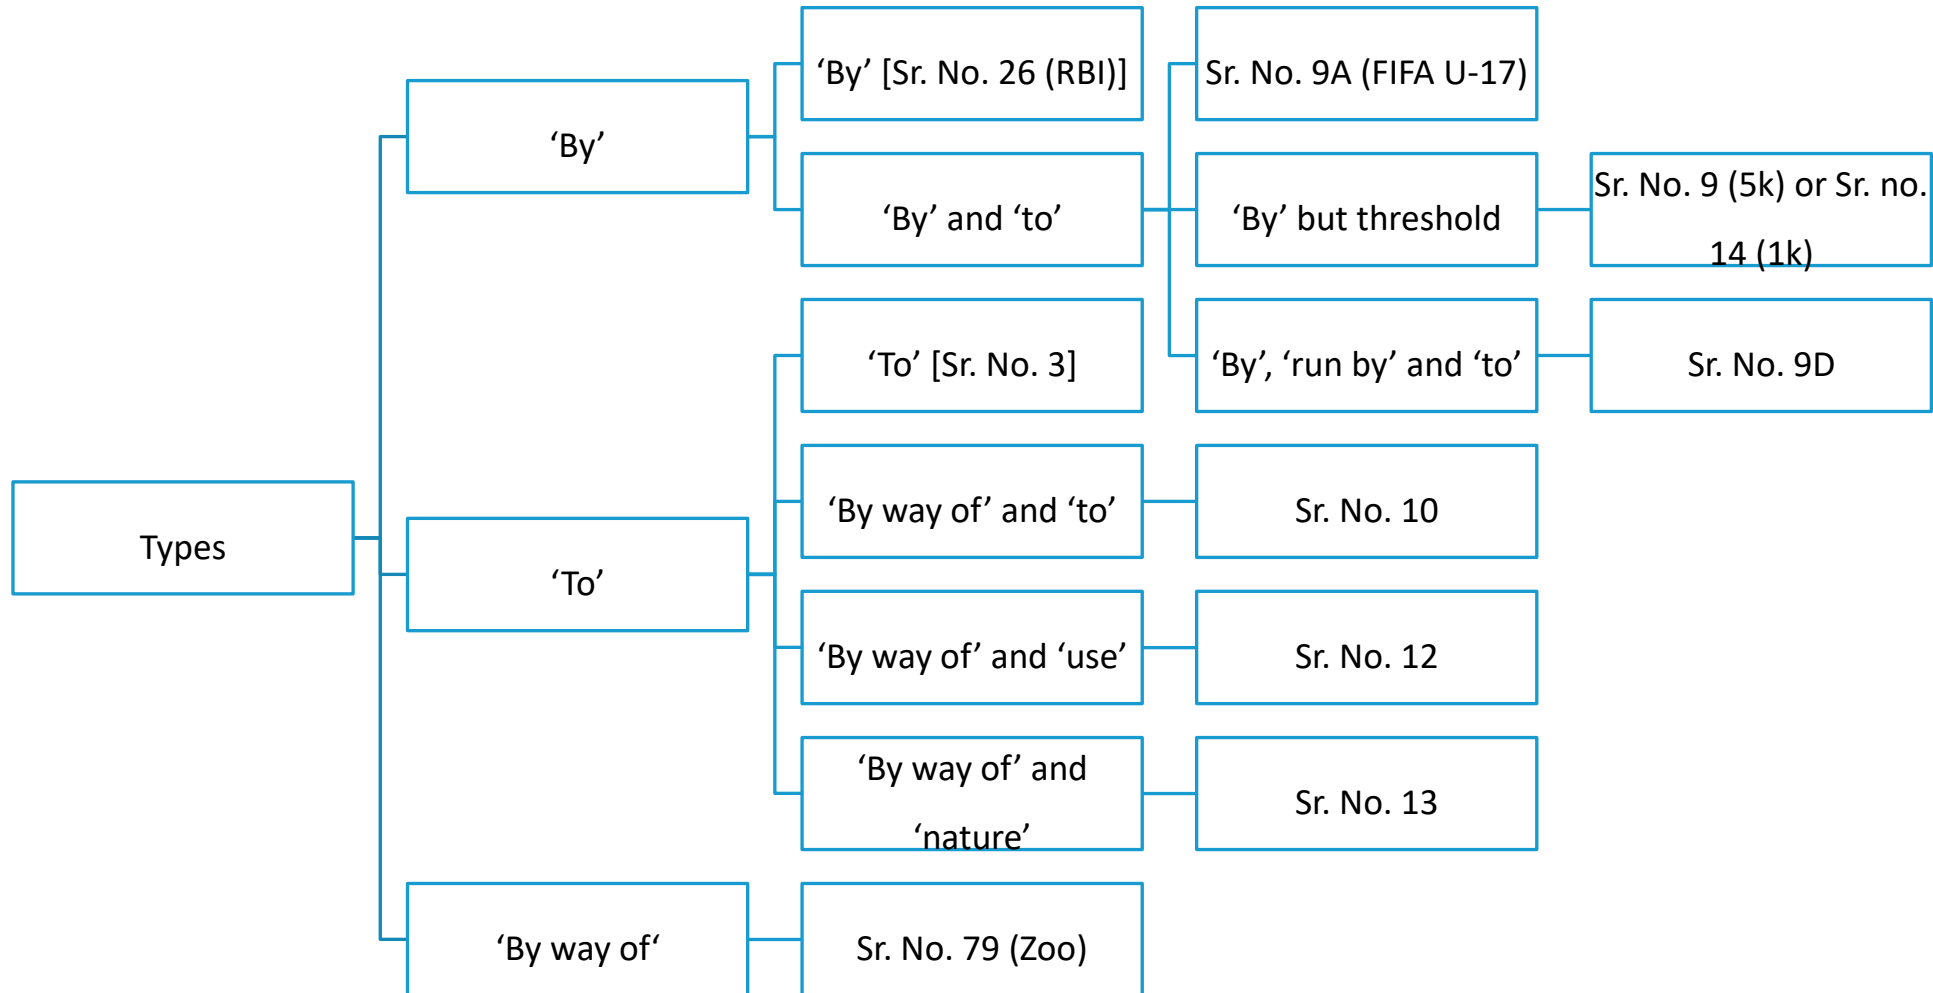 ‘By’ [Sr. No. 26 (RBI)]
Sr. No. 9A (FIFA U-17)
‘By’
‘By’ and ‘to’
‘By’ but threshold
Sr. No. 9 (5k) or Sr. no.
14 (1k)
‘To’ [Sr. No. 3]
‘By’, ‘run by’ and ‘to’
Sr. No. 9D
‘By way of’ and ‘to’
Sr. No. 10
Types
‘To’
‘By way of’ and ‘use’
Sr. No. 12
‘By way of’ and
‘nature’
Sr. No. 13
‘By way of‘
Sr. No. 79 (Zoo)